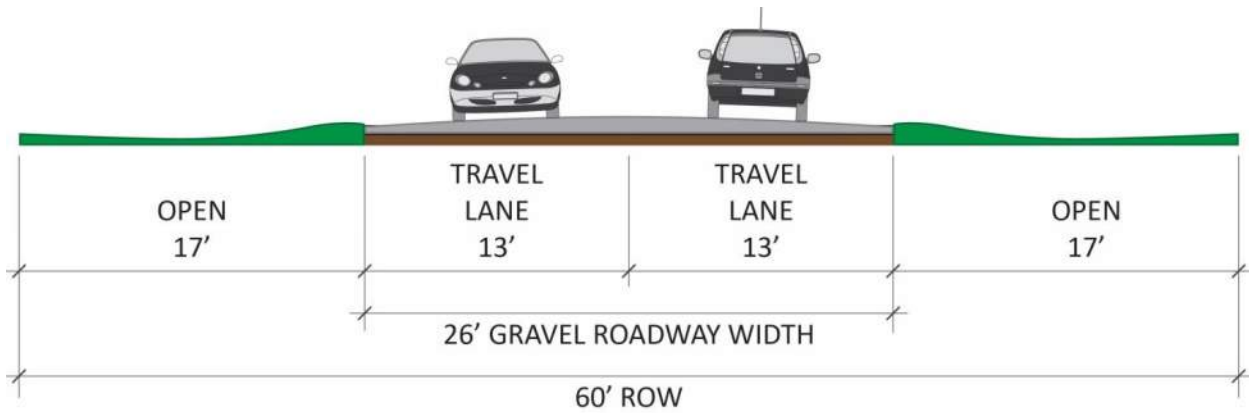 OPEN
17’
TRAVEL
LANE
13’
TRAVEL
LANE
13’
OPEN
17’
26’ GRAVEL ROADWAY WIDTH
60’ ROW